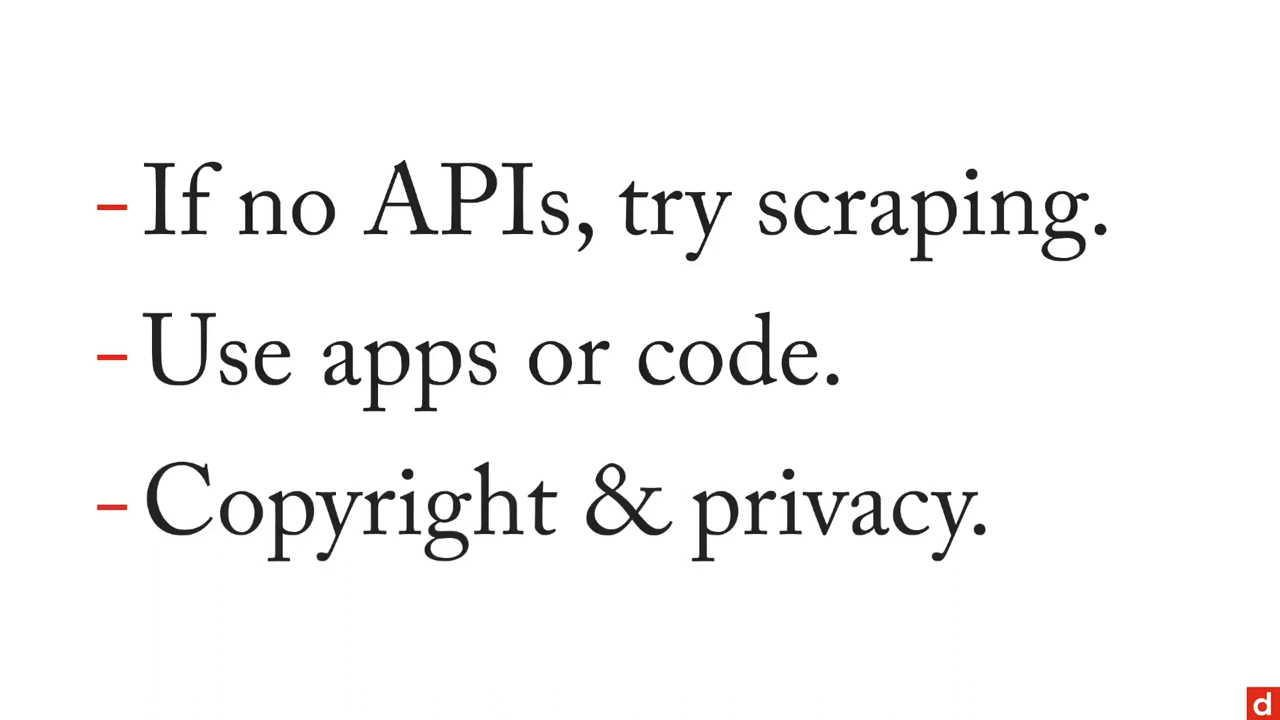 - If no APIs, try scraping.
- Use apps or code.
- Copyright & privacy.
d